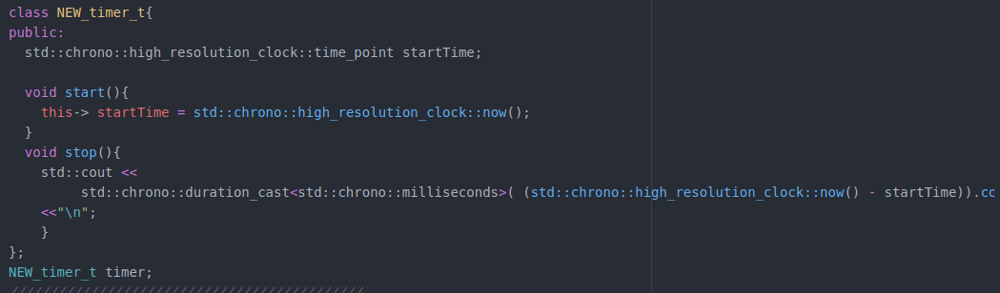 class NEW_timer_t{
public:
  std::chrono::high_resolution_clock::time_point startTime;

  void start(){
    this-> startTime = std::chrono::high_resolution_clock::now();
  }
  void stop(){
    std::cout <<
         std::chrono::duration_cast<std::chrono::milliseconds>( (std::chrono::high_resolution_clock::now() - startTime)).co
    <<"\n";
    }
};
NEW_timer_t timer;
////////////////////////////////////////////